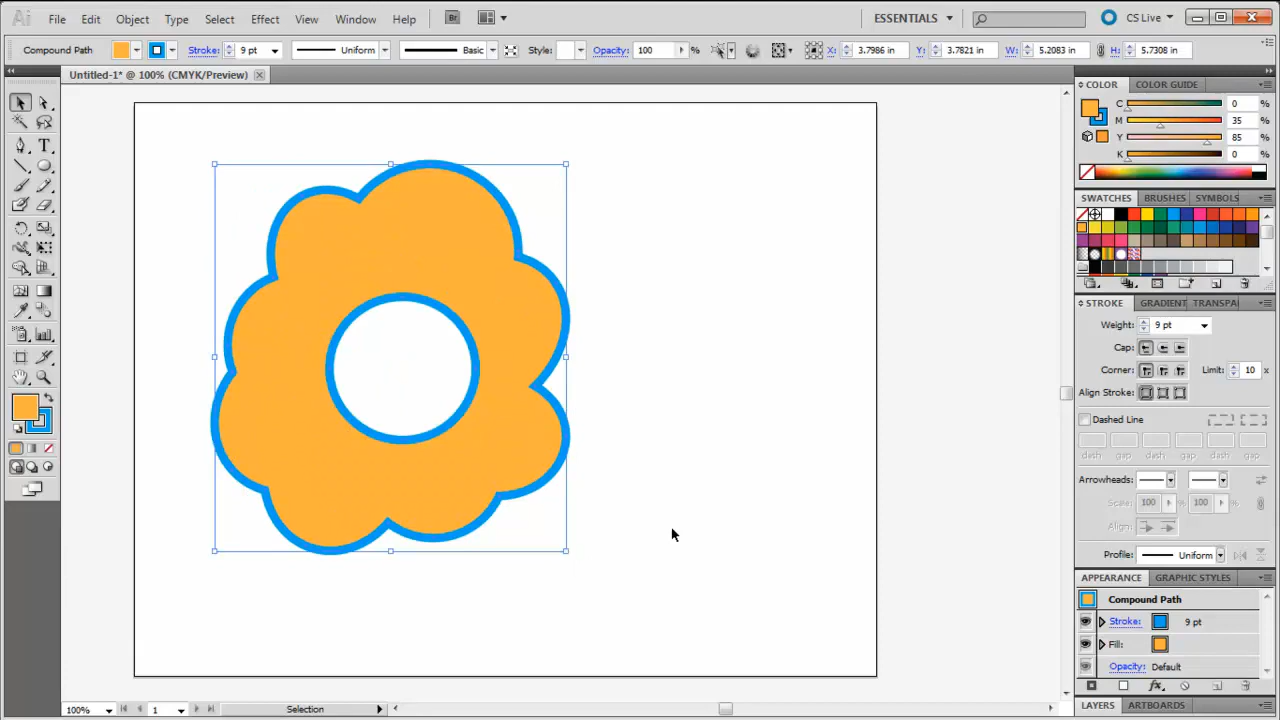 Ai File Edit Object Type Select Effect View Window Help Br ESSENTIALS CS Live
Compound Path Stroke: 9 pt Uniform Basic Style: Opacity: 100 % X: 3.7986 in Y: 3.7821 in W: 5.2083 in H: 5.7308 in
Untitled-1* @ 100% (CMYK/Preview)
COLOR COLOR GUIDE
C 0 %
M 35 %
Y 85 %
K 0 %
SWATCHES BRUSHES SYMBOLS
STROKE GRADIENT TRANSPA
Weight: 9 pt
Cap:
Corner: Limit: 10 x
Align Stroke:
Dashed Line
dash gap dash gap dash gap
Arrowheads:
Scale: 100 % 100 %
Align:
Profile: Uniform
APPEARANCE GRAPHIC STYLES
Compound Path
Stroke: 9 pt
Fill:
Opacity: Default
fx
LAYERS ARTBOARDS
100% 1 Selection